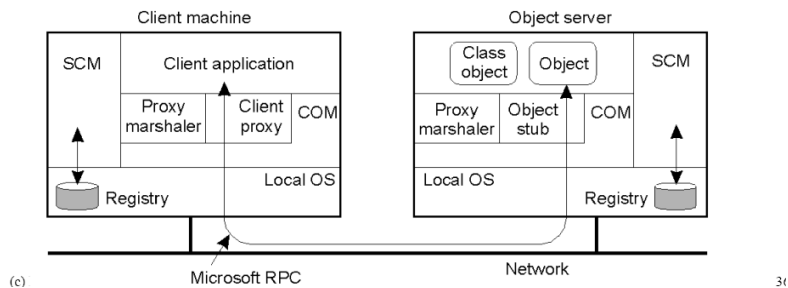 Client machine
Object server
SCM
Client application
Class
object
Object
SCM
Proxy
marshaler
Client
proxy
COM
Proxy
marshaler
Object
stub
COM
Local OS
Registry
Local OS
Registry
Microsoft RPC
Network
(c)
36